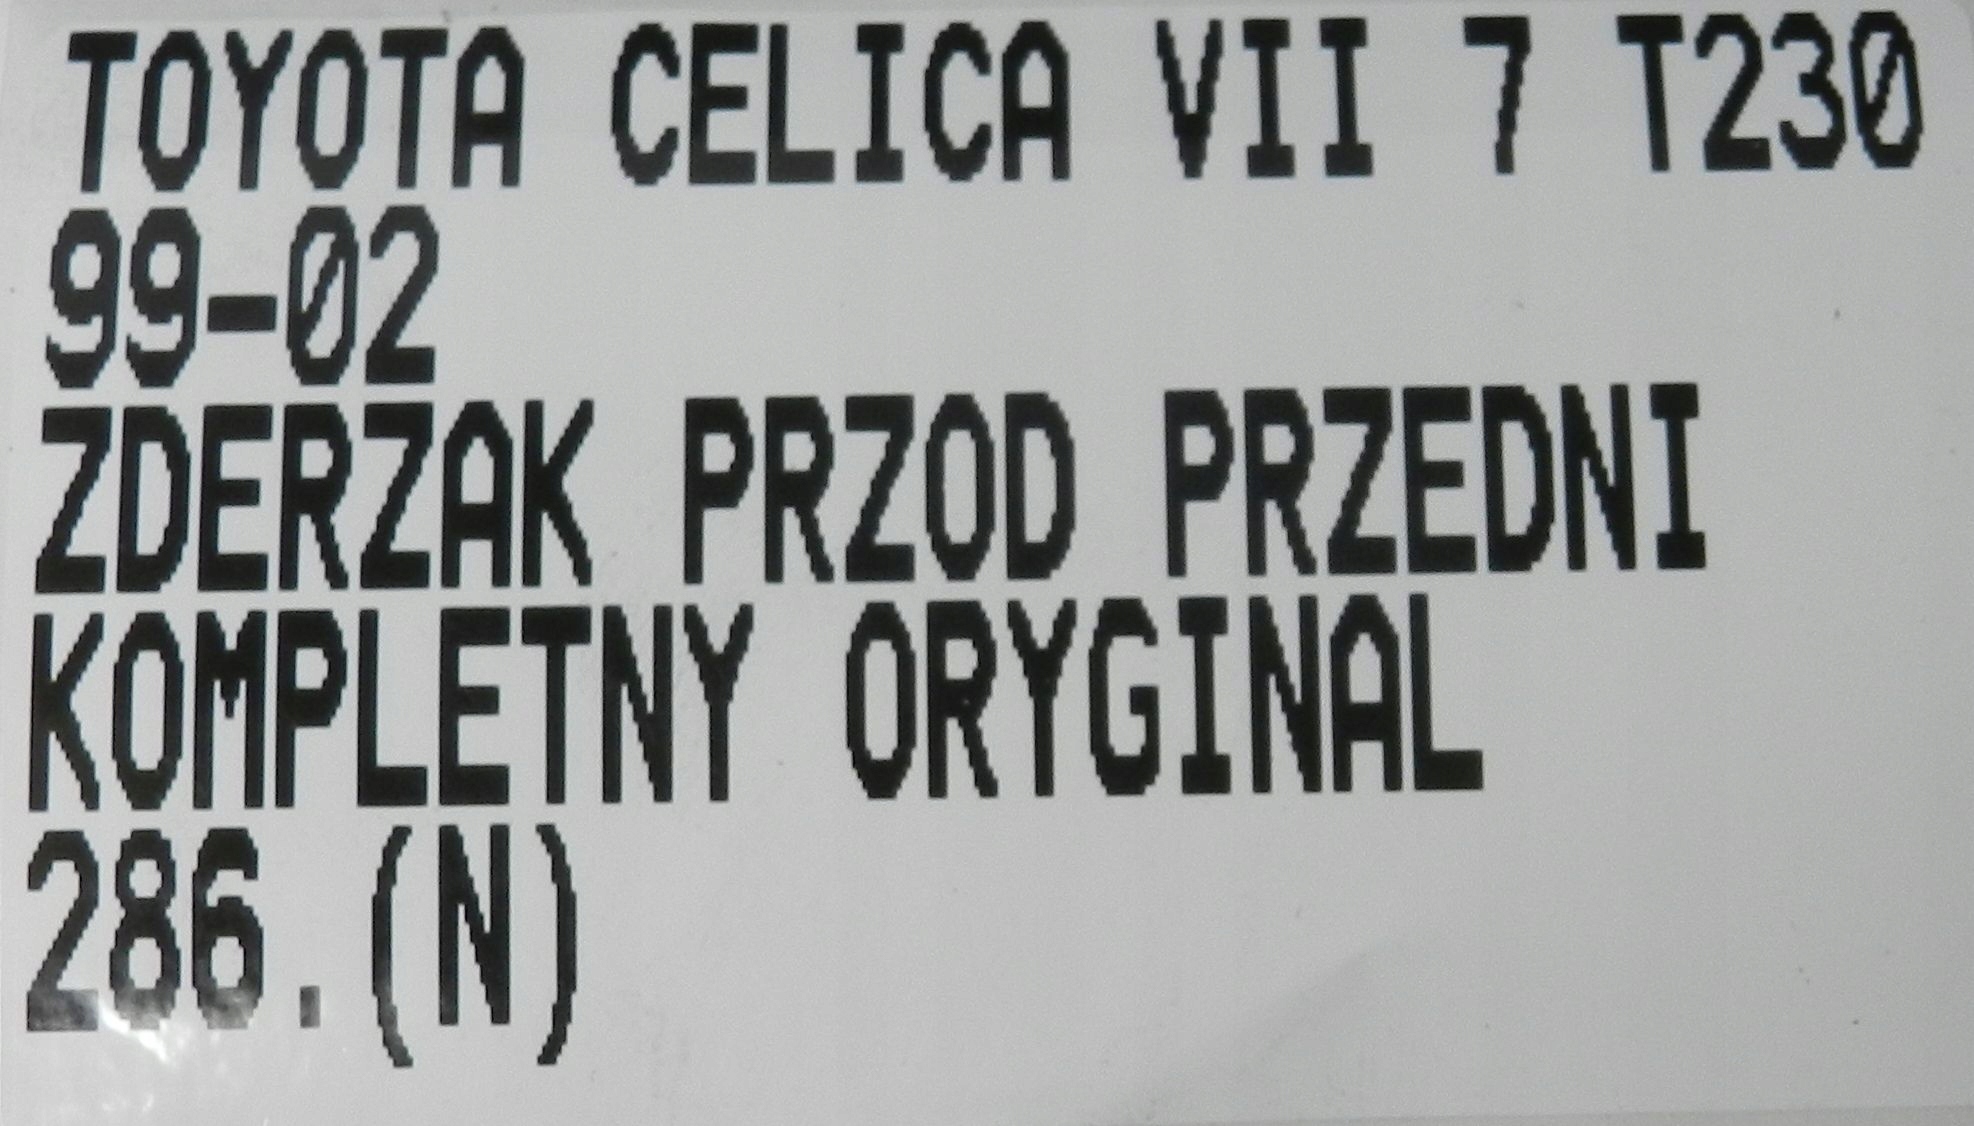 TOYOTA CELICA VII 7 T230
99-02
ZDERZAK PRZOD PRZEDNI
KOMPLETNY ORYGINAL
286.(N)